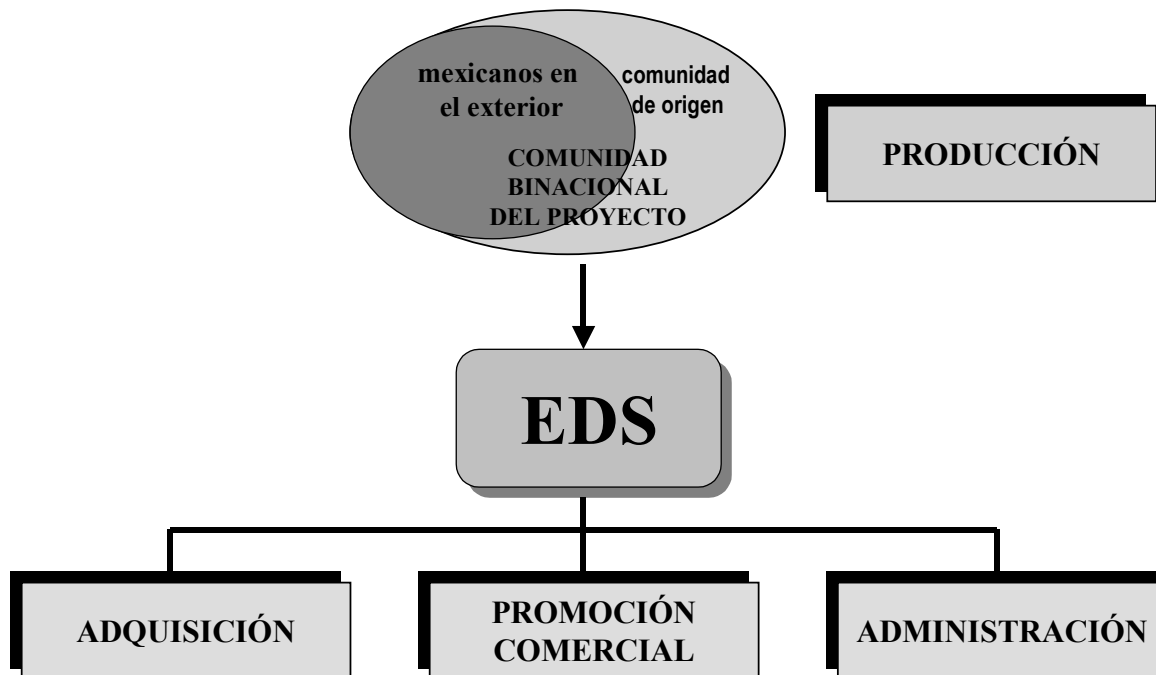 mexicanos en
el exterior
comunidad
de origen
COMUNIDAD
BINACIONAL
DEL PROYECTO
PRODUCCIÓN
EDS
ADQUISICIÓN
PROMOCIÓN
COMERCIAL
ADMINISTRACIÓN